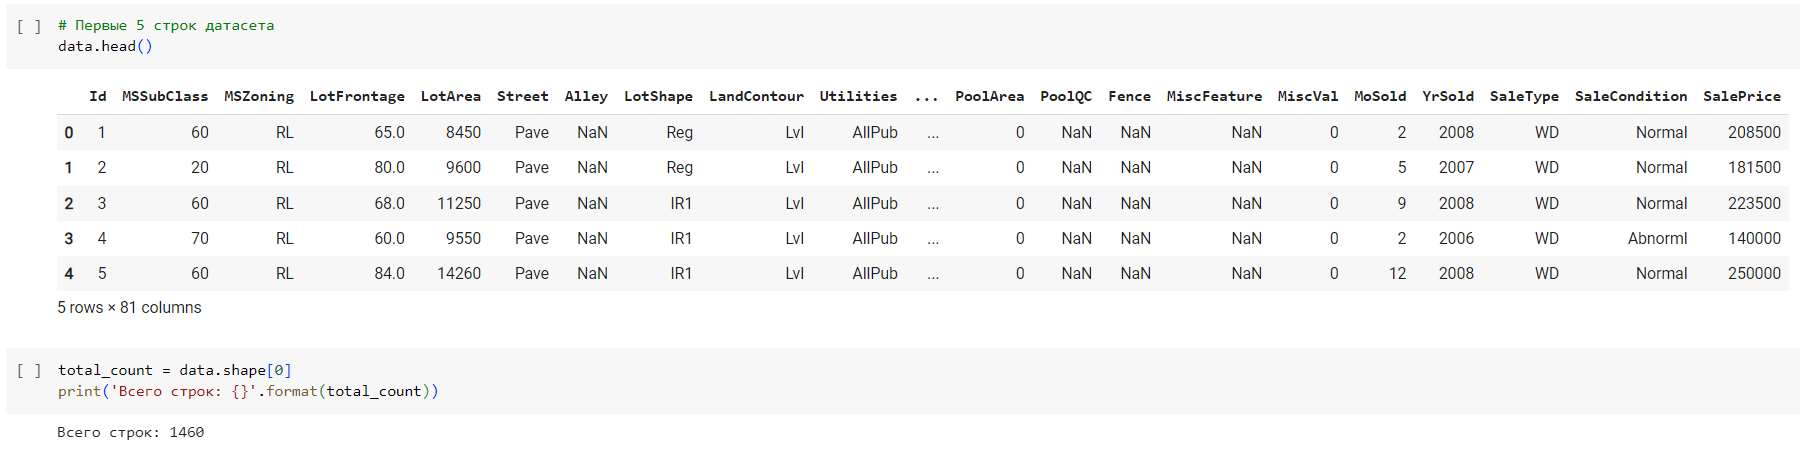 [ ] # Первые 5 строк датасета
data.head()
Id MSSubClass MSZoning LotFrontage LotArea Street Alley LotShape LandContour Utilities ... PoolArea PoolQC Fence MiscFeature MiscVal MoSold YrSold SaleType SaleCondition SalePrice
0 1 60 RL 65.0 8450 Pave NaN Reg Lvl AllPub ... 0 NaN NaN NaN 0 2 2008 WD Normal 208500
1 2 20 RL 80.0 9600 Pave NaN Reg Lvl AllPub ... 0 NaN NaN NaN 0 5 2007 WD Normal 181500
2 3 60 RL 68.0 11250 Pave NaN IR1 Lvl AllPub ... 0 NaN NaN NaN 0 9 2008 WD Normal 223500
3 4 70 RL 60.0 9550 Pave NaN IR1 Lvl AllPub ... 0 NaN NaN NaN 0 2 2006 WD Abnorml 140000
4 5 60 RL 84.0 14260 Pave NaN IR1 Lvl AllPub ... 0 NaN NaN NaN 0 12 2008 WD Normal 250000
5 rows × 81 columns
[ ] total_count = data.shape[0]
print('Всего строк: {}'.format(total_count))
Всего строк: 1460